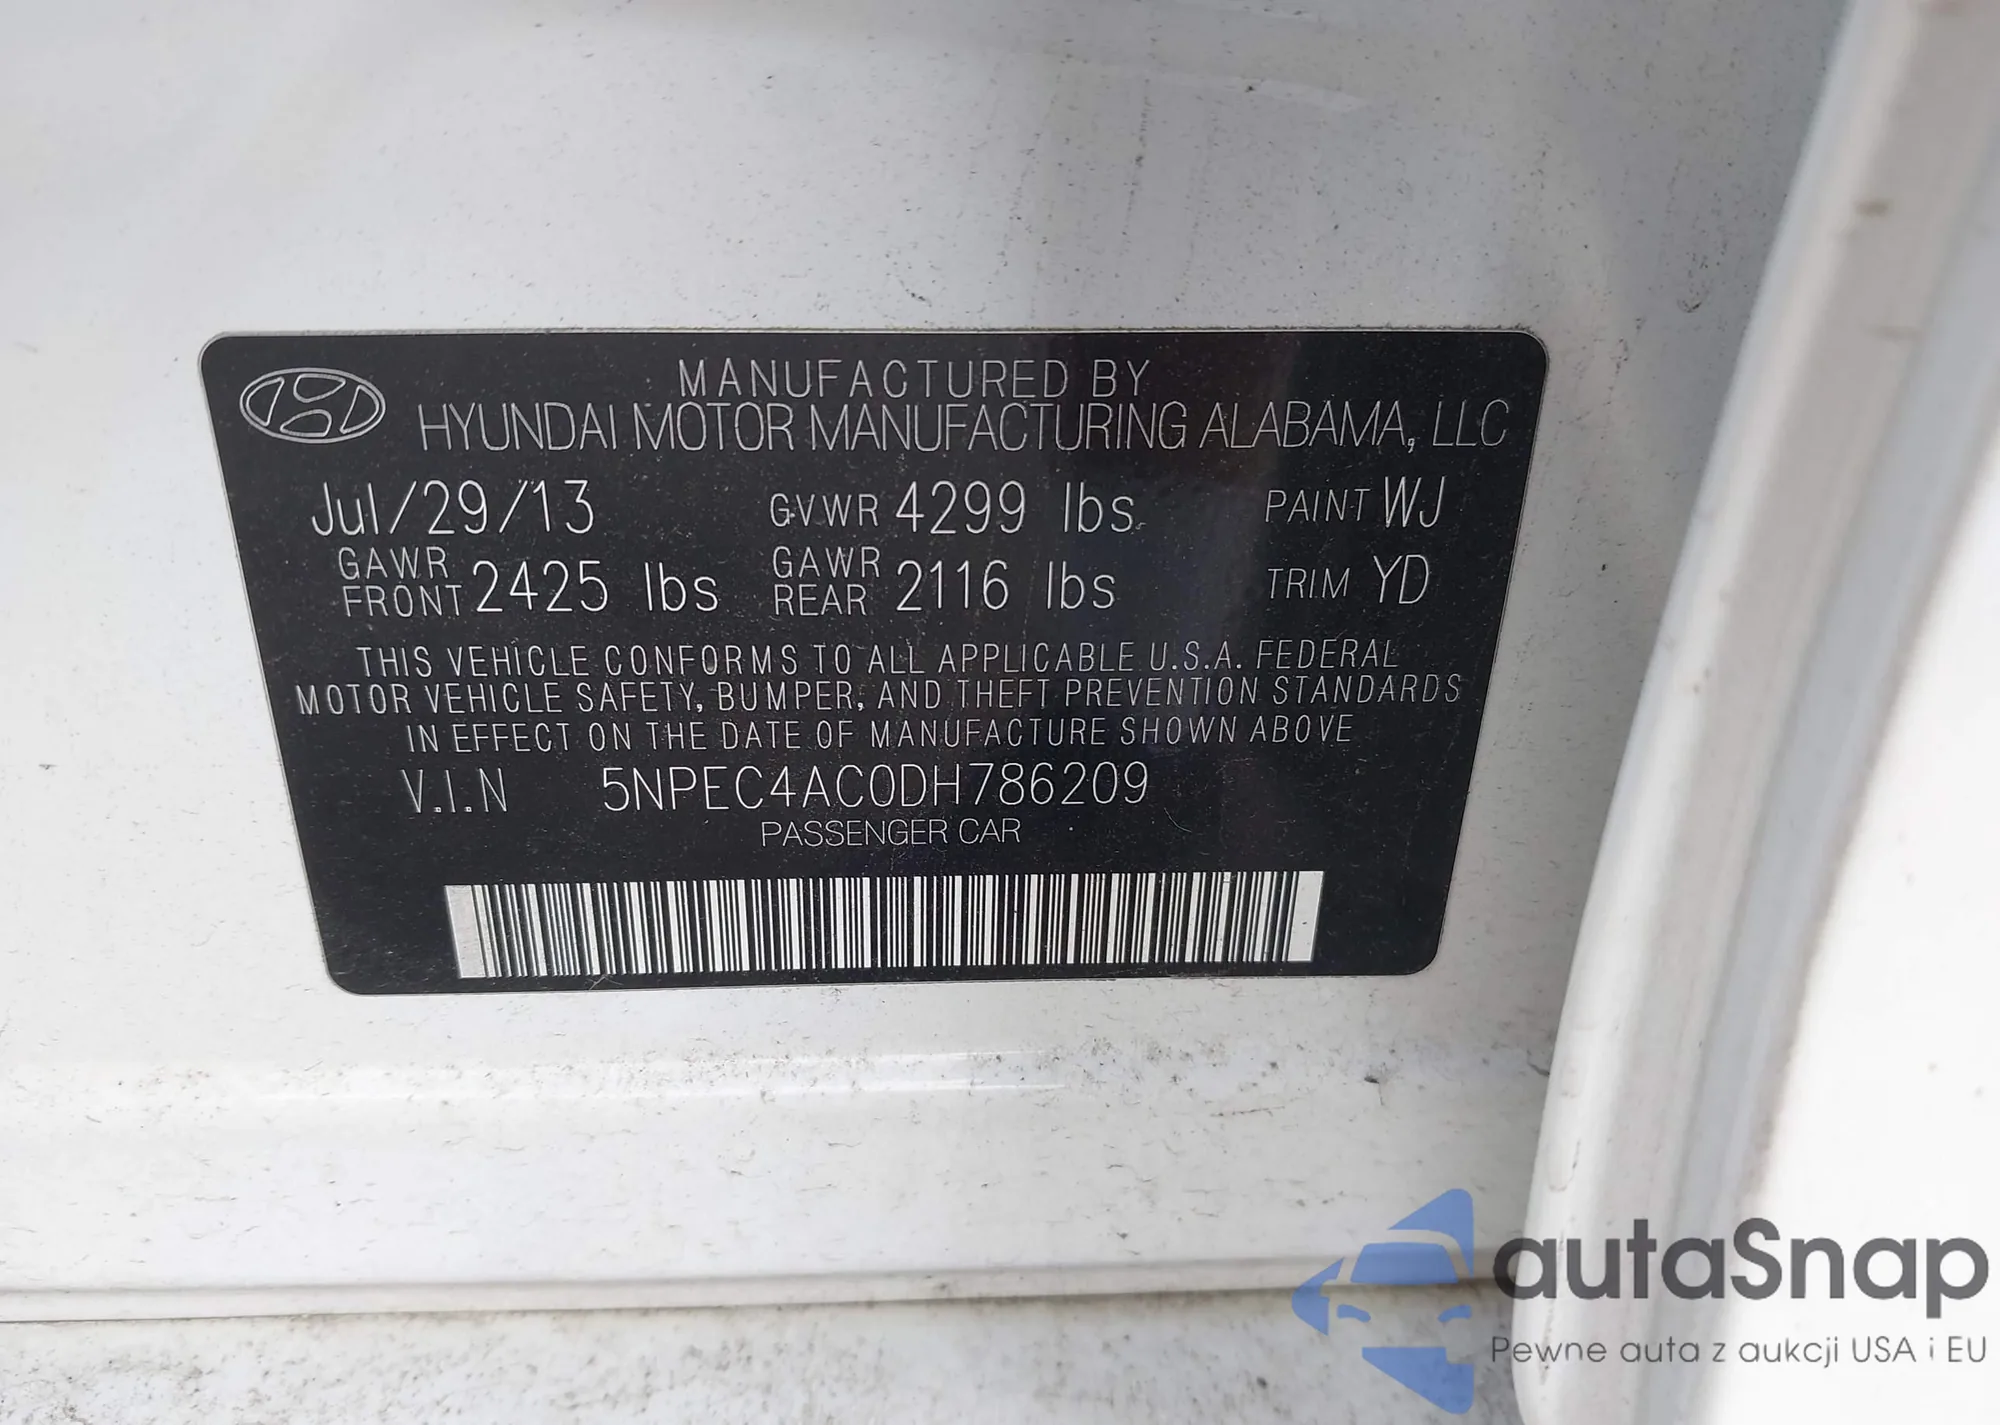 MANUFACTURED BY
HYUNDAI MOTOR MANUFACTURING ALABAMA, LLC
Jul/29/13 GVWR 4299 lbs. PAINT WJ
GAWR FRONT 2425 lbs GAWR REAR 2116 lbs TRIM YD
THIS VEHICLE CONFORMS TO ALL APPLICABLE U.S.A. FEDERAL
MOTOR VEHICLE SAFETY, BUMPER, AND THEFT PREVENTION STANDARDS
IN EFFECT ON THE DATE OF MANUFACTURE SHOWN ABOVE
V.I.N 5NPEC4AC0DH786209
PASSENGER CAR
autaSnap
Pewne auta z aukcji USA i EU